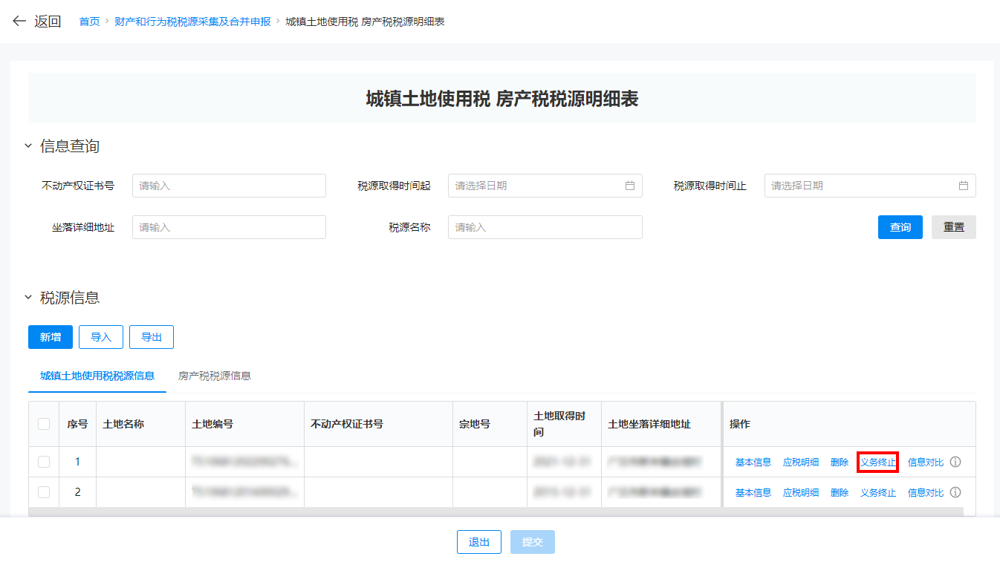 返回 首页 › 财产和行为税税源采集及合并申报 › 城镇土地使用税 房产税税源明细表
城镇土地使用税 房产税税源明细表
信息查询
不动产权证书号 请输入 税源取得时间起 请选择日期 税源取得时间止 请选择日期
坐落详细地址 请输入 税源名称 请输入 查询 重置
税源信息
新增 导入 导出
城镇土地使用税税源信息 房产税税源信息
序号 土地名称 土地编号 不动产权证书号 宗地号 土地取得时间 土地坐落详细地址 操作
1 基本信息 应税明细 删除 义务终止 信息对比
2 基本信息 应税明细 删除 义务终止 信息对比
退出 提交